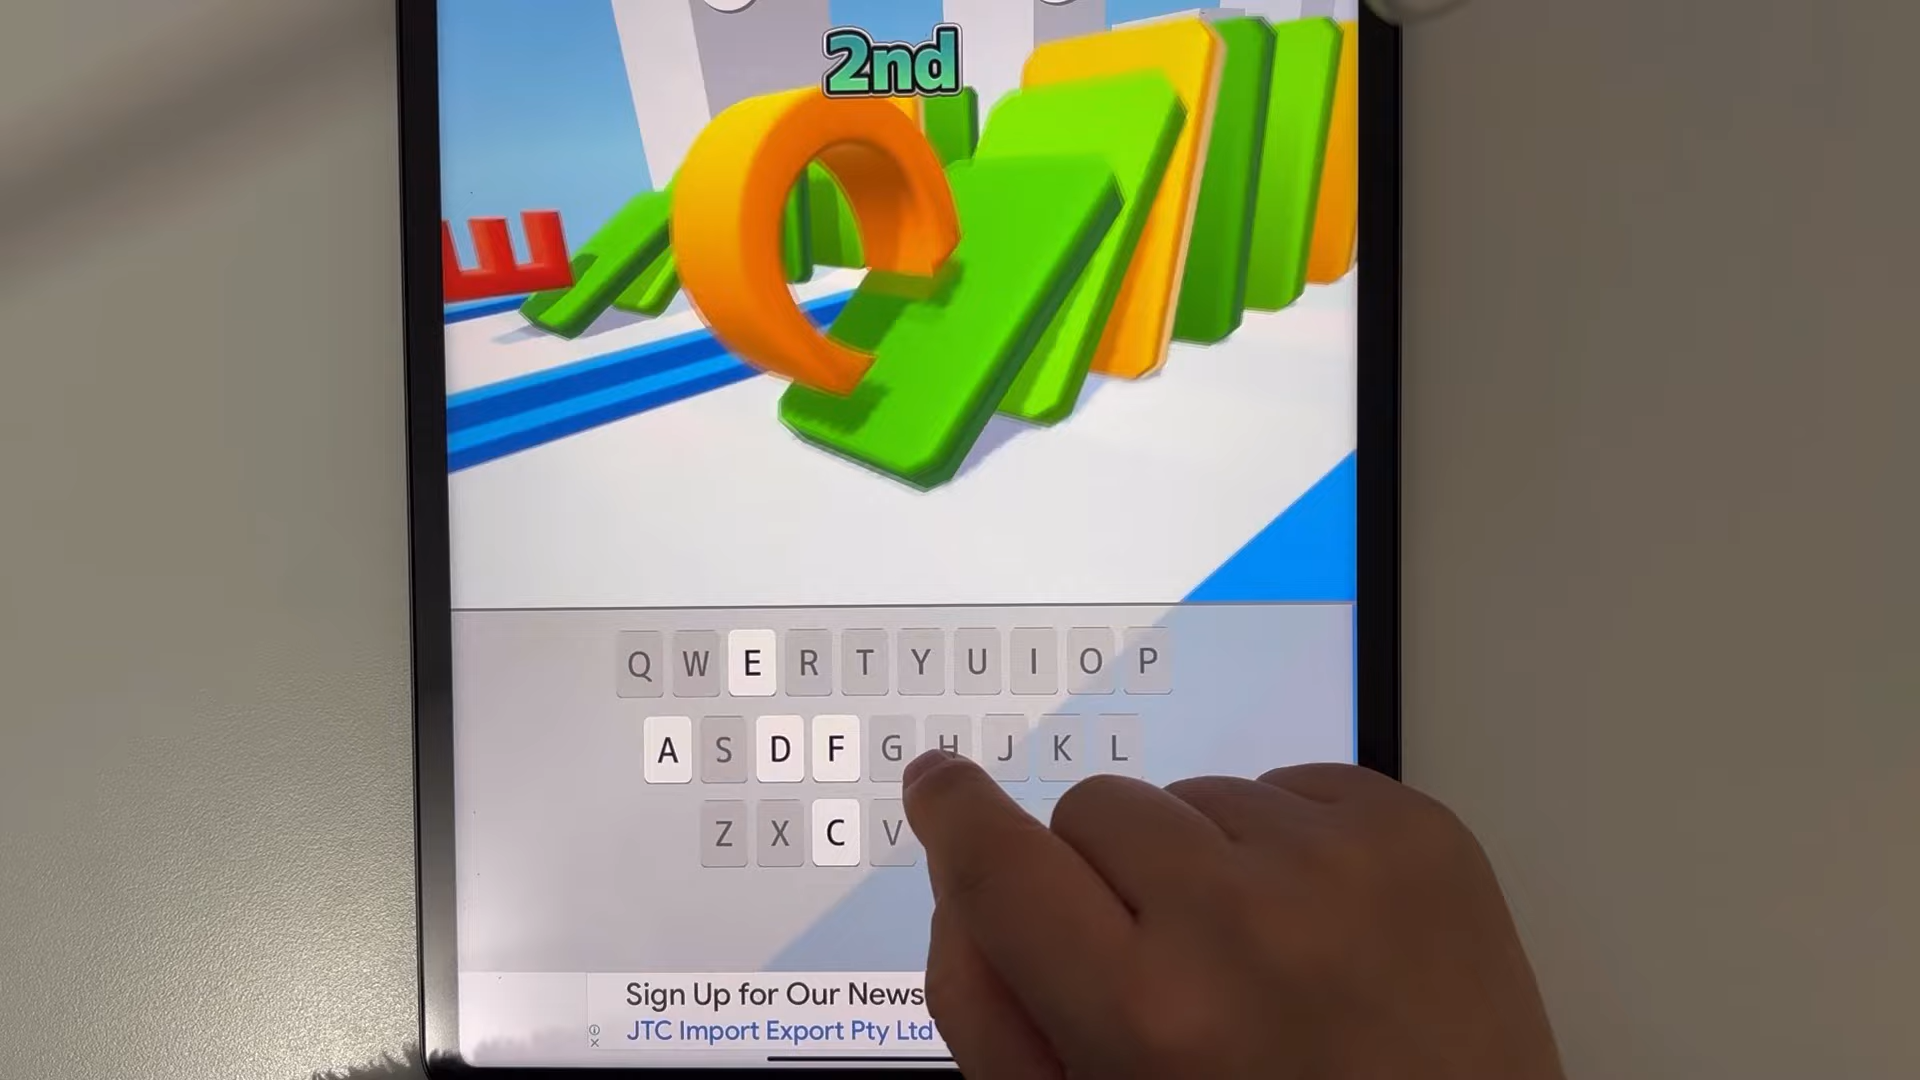 2nd
E
C
Q W E R T Y U I O P
A S D F G H J K L
Z X C V
Sign Up for Our News
JTC Import Export Pty Ltd